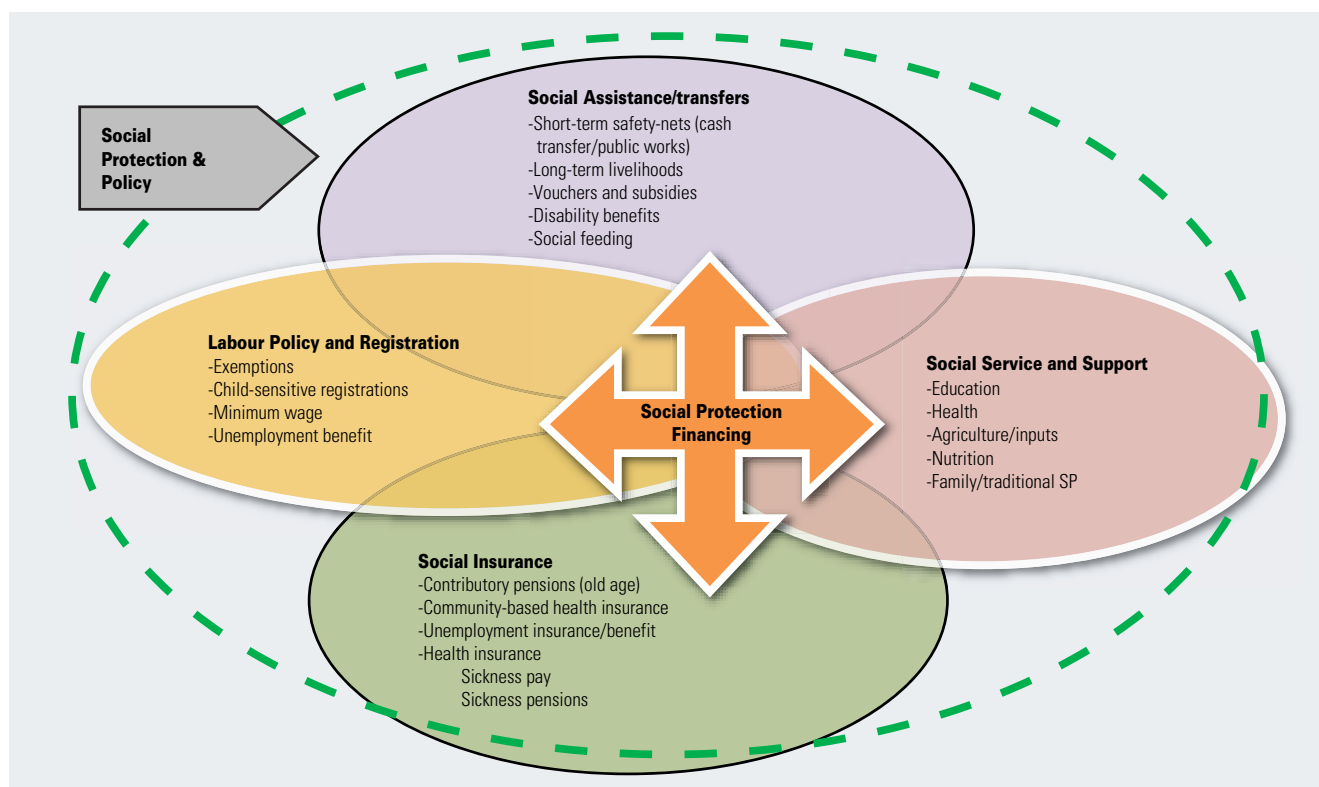 Social
Protection &
Policy
Social Assistance/transfers
-Short-term safety-nets (cash
transfer/public works)
-Long-term livelihoods
-Vouchers and subsidies
-Disability benefits
-Social feeding
Labour Policy and Registration
-Exemptions
-Child-sensitive registrations
-Minimum wage
-Unemployment benefit
Social Protection
Financing
Social Service and Support
-Education
-Health
-Agriculture/inputs
-Nutrition
-Family/traditional SP
Social Insurance
-Contributory pensions (old age)
-Community-based health insurance
-Unemployment insurance/benefit
-Health insurance
Sickness pay
Sickness pensions